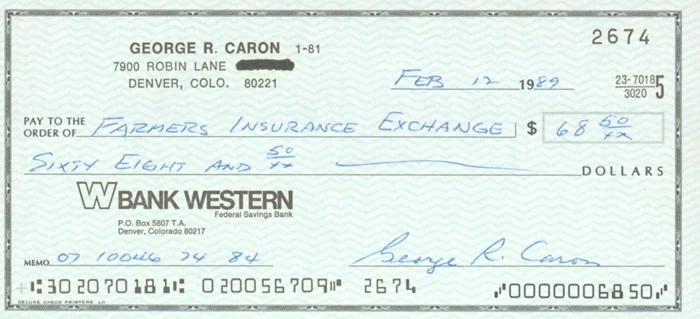 2674
GEORGE R. CARON 1-81
7900 ROBIN LANE
DENVER, COLO. 80221
FEB 12 1989
23-7018
3020 5
PAY TO THE
ORDER OF FARMERS INSURANCE EXCHANGE $ 68 50/xx
SIXTY EIGHT AND 50/xx DOLLARS
W BANK WESTERN
Federal Savings Bank
P.O. Box 5807 T.A.
Denver, Colorado 80217
MEMO 07 10046 74 84 George R. Caron
⑆302070181⑆ 020056709⑈ 2674 ⑈0000006850⑈
DELUXE CHECK PRINTERS LH